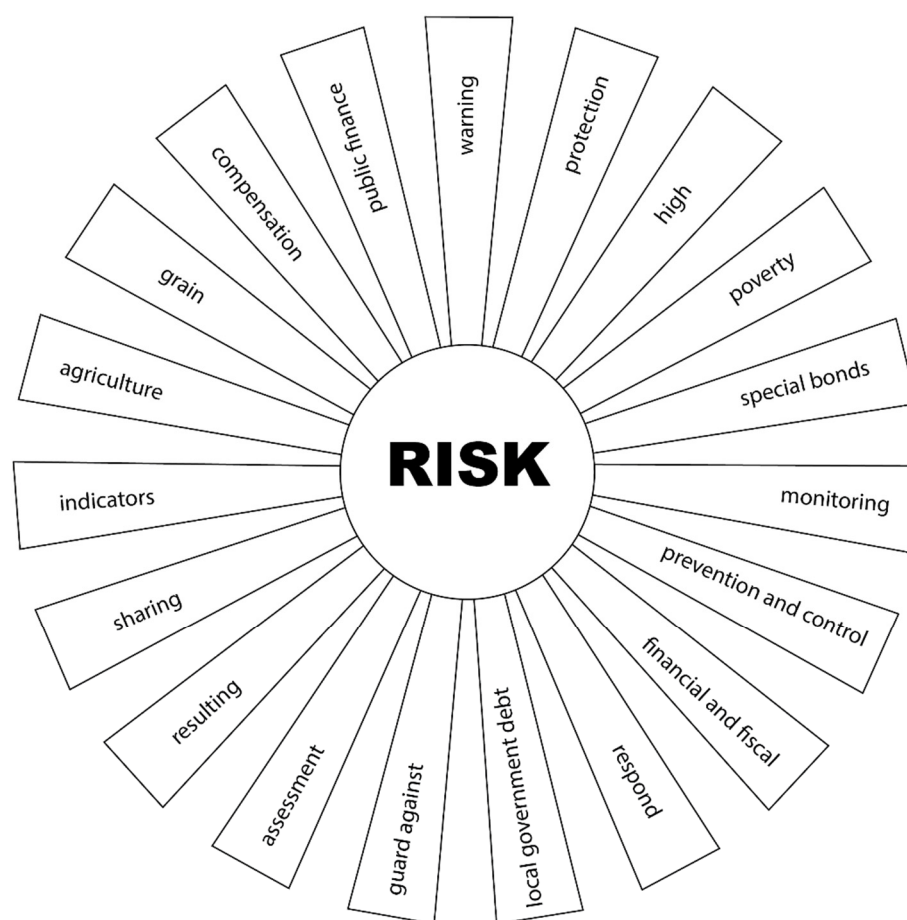 RISK
warning
protection
high
poverty
special bonds
monitoring
prevention and control
financial and fiscal
respond
local government debt
guard against
assessment
resulting
sharing
indicators
agriculture
grain
compensation
public finance